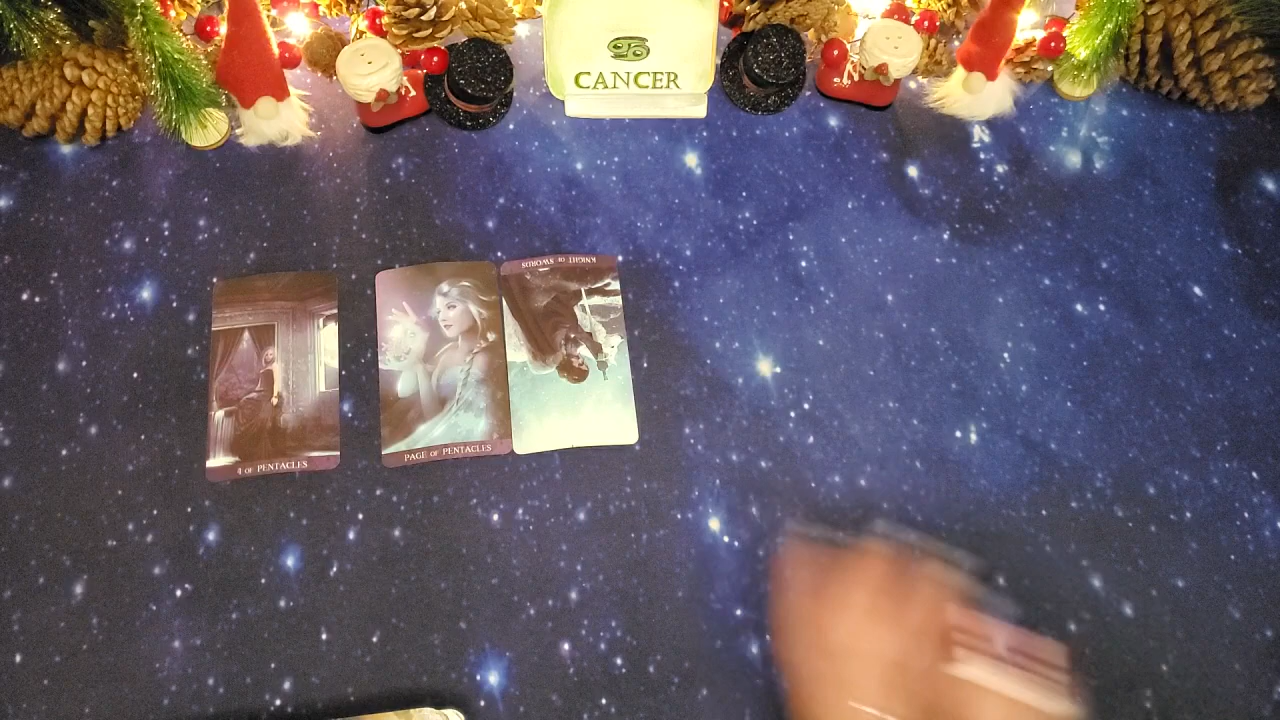 CANCER
KNIGHT OF SWORDS
4 OF PENTACLES
PAGE OF PENTACLES